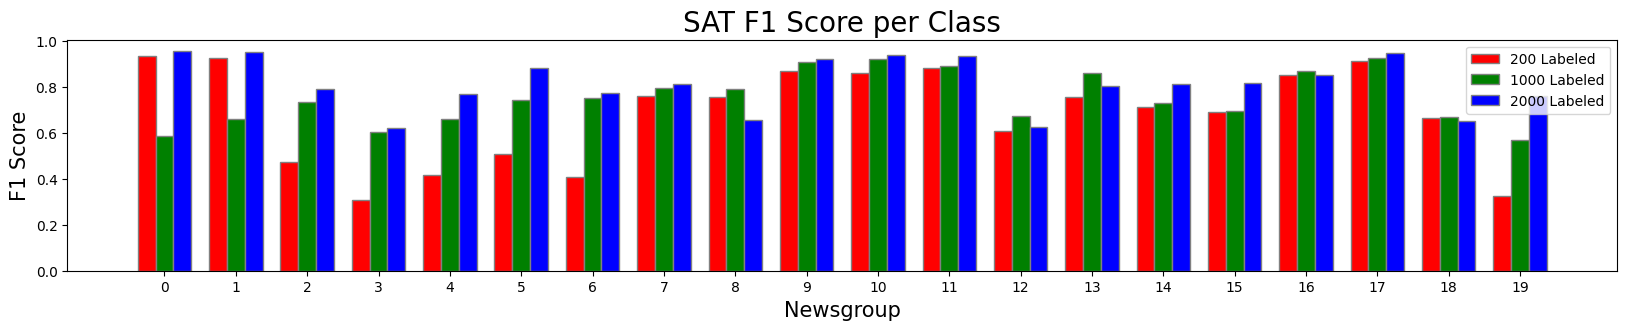 SAT F1 Score per Class
F1 Score
1.0
0.8
0.6
0.4
0.2
0.0
200 Labeled
1000 Labeled
2000 Labeled
0 1 2 3 4 5 6 7 8 9 10 11 12 13 14 15 16 17 18 19
Newsgroup